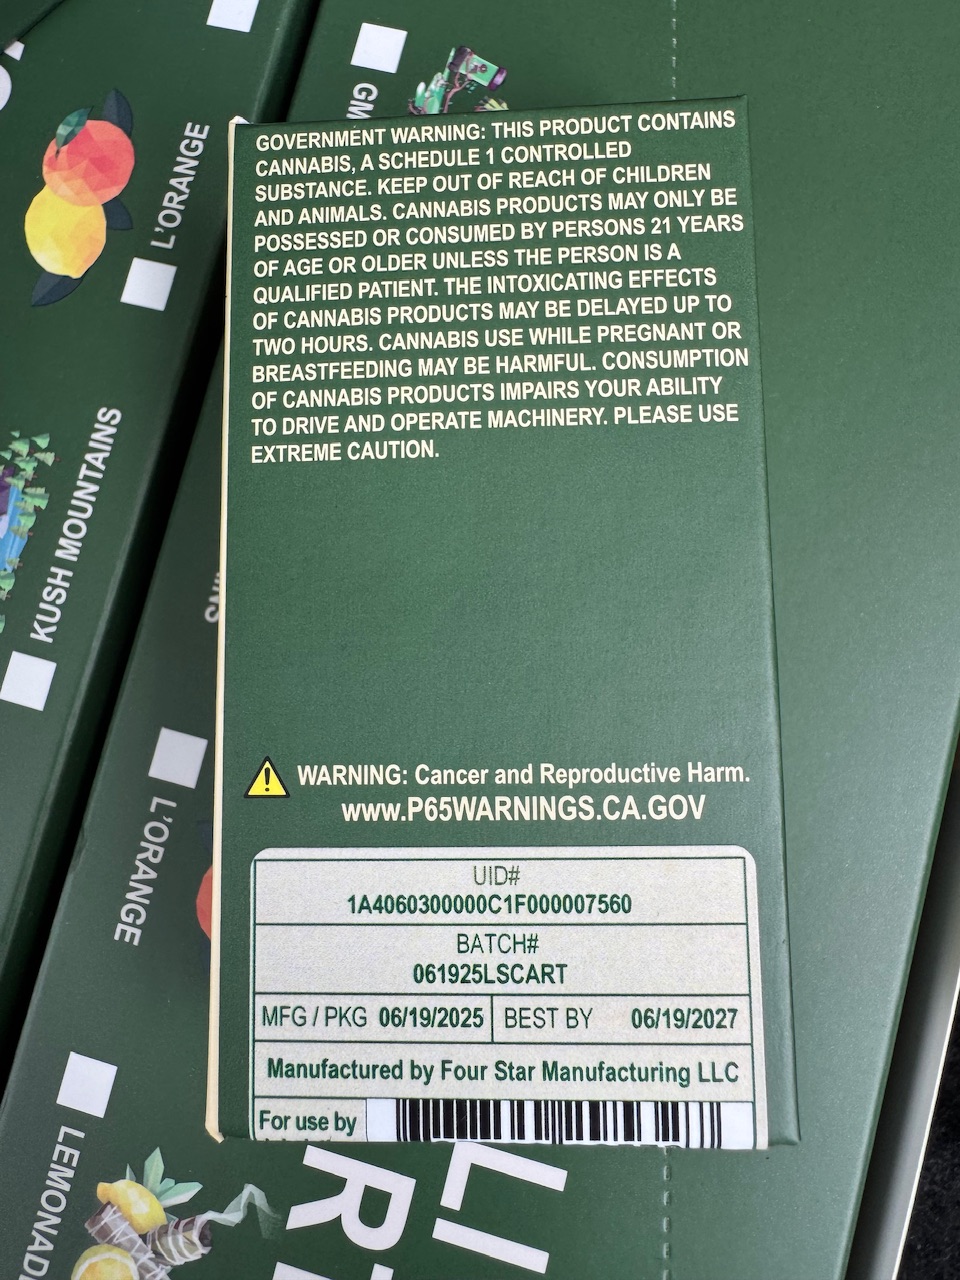 GOVERNMENT WARNING: THIS PRODUCT CONTAINS
CANNABIS, A SCHEDULE 1 CONTROLLED
SUBSTANCE. KEEP OUT OF REACH OF CHILDREN
AND ANIMALS. CANNABIS PRODUCTS MAY ONLY BE
POSSESSED OR CONSUMED BY PERSONS 21 YEARS
OF AGE OR OLDER UNLESS THE PERSON IS A
QUALIFIED PATIENT. THE INTOXICATING EFFECTS
OF CANNABIS PRODUCTS MAY BE DELAYED UP TO
TWO HOURS. CANNABIS USE WHILE PREGNANT OR
BREASTFEEDING MAY BE HARMFUL. CONSUMPTION
OF CANNABIS PRODUCTS IMPAIRS YOUR ABILITY
TO DRIVE AND OPERATE MACHINERY. PLEASE USE
EXTREME CAUTION.
WARNING: Cancer and Reproductive Harm.
www.P65WARNINGS.CA.GOV
UID#
1A4060300000C1F000007560
BATCH#
061925LSCART
MFG / PKG 06/19/2025 BEST BY 06/19/2027
Manufactured by Four Star Manufacturing LLC
For use by
L'ORANGE
KUSH MOUNTAINS
L'ORANGE